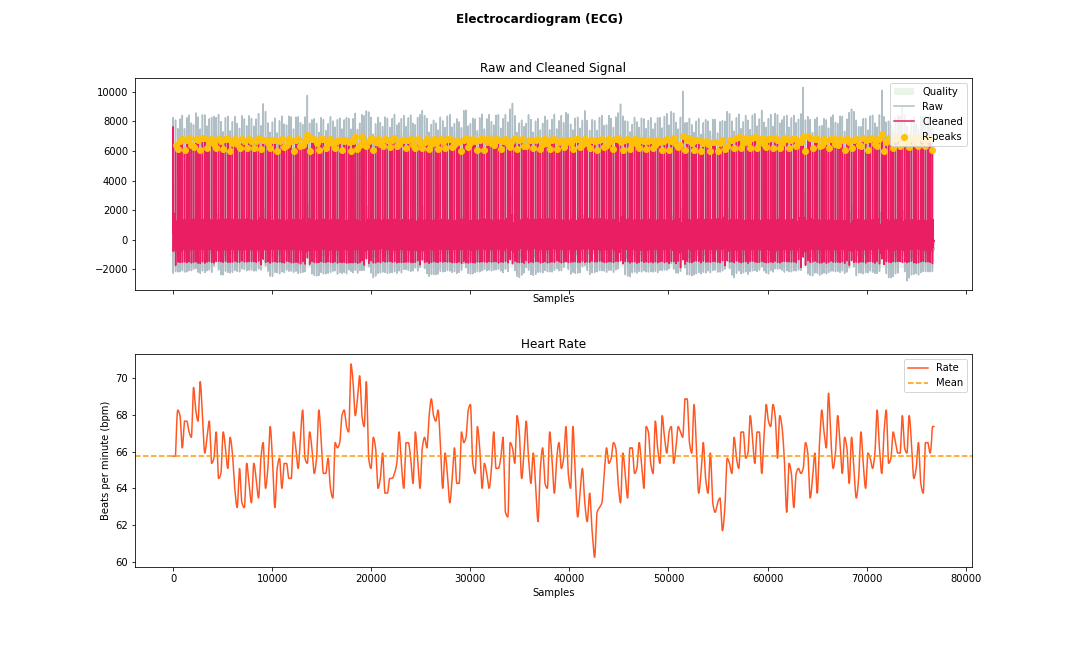 Electrocardiogram (ECG)
Raw and Cleaned Signal
Quality
Raw
Cleaned
R-peaks
10000
8000
6000
4000
2000
0
−2000
Samples
Heart Rate
Rate
Mean
Beats per minute (bpm)
70
68
66
64
62
60
0 10000 20000 30000 40000 50000 60000 70000 80000
Samples